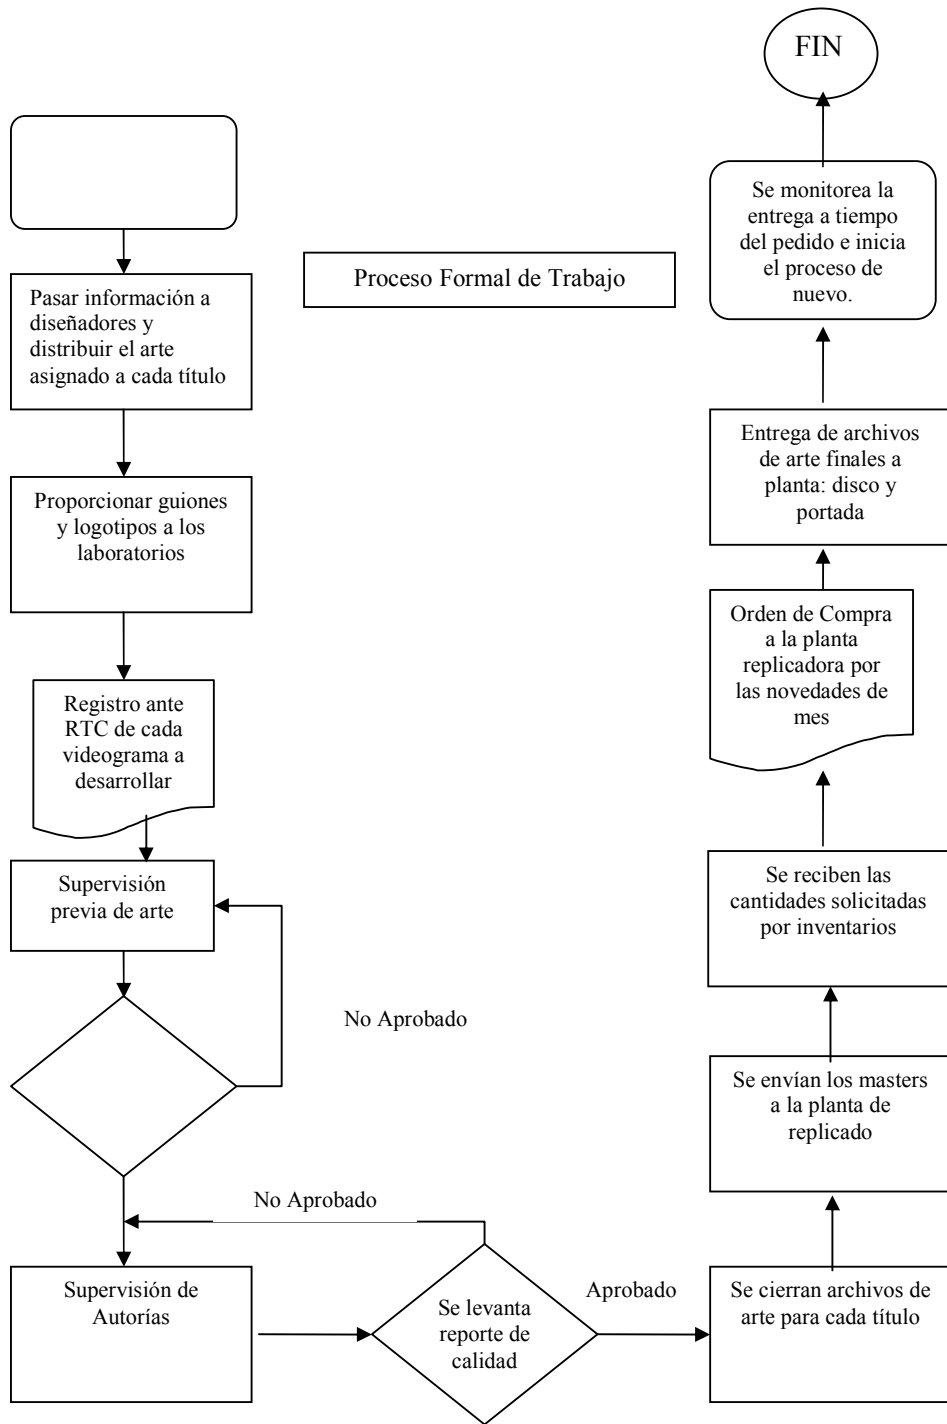 Proceso Formal de Trabajo
Pasar información a
diseñadores y
distribuir el arte
asignado a cada título
Proporcionar guiones
y logotipos a los
laboratorios
Registro ante
RTC de cada
videograma a
desarrollar
Supervisión
previa de arte
No Aprobado
No Aprobado
Supervisión de
Autorías
Se levanta
reporte de
calidad
Aprobado
Se cierran archivos de
arte para cada título
Se envían los masters
a la planta de
replicado
Se reciben las
cantidades solicitadas
por inventarios
Orden de Compra
a la planta
replicadora por
las novedades de
mes
Entrega de archivos
de arte finales a
planta: disco y
portada
Se monitorea la
entrega a tiempo
del pedido e inicia
el proceso de
nuevo.
FIN